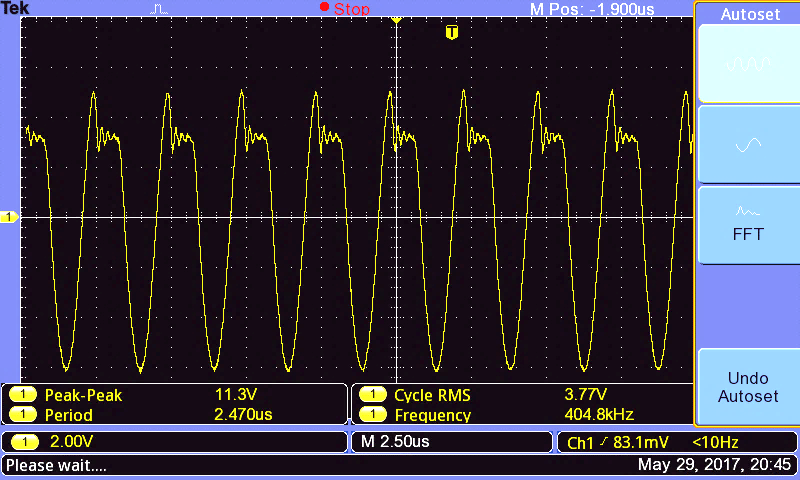 Tek Stop M Pos: -1.900us Autoset
T
1
FFT
Undo
Autoset
1 Peak-Peak 11.3V 1 Cycle RMS 3.77V
1 Period 2.470us 1 Frequency 404.8kHz
1 2.00V M 2.50us Ch1 83.1mV <10Hz
Please wait.... May 29, 2017, 20:45